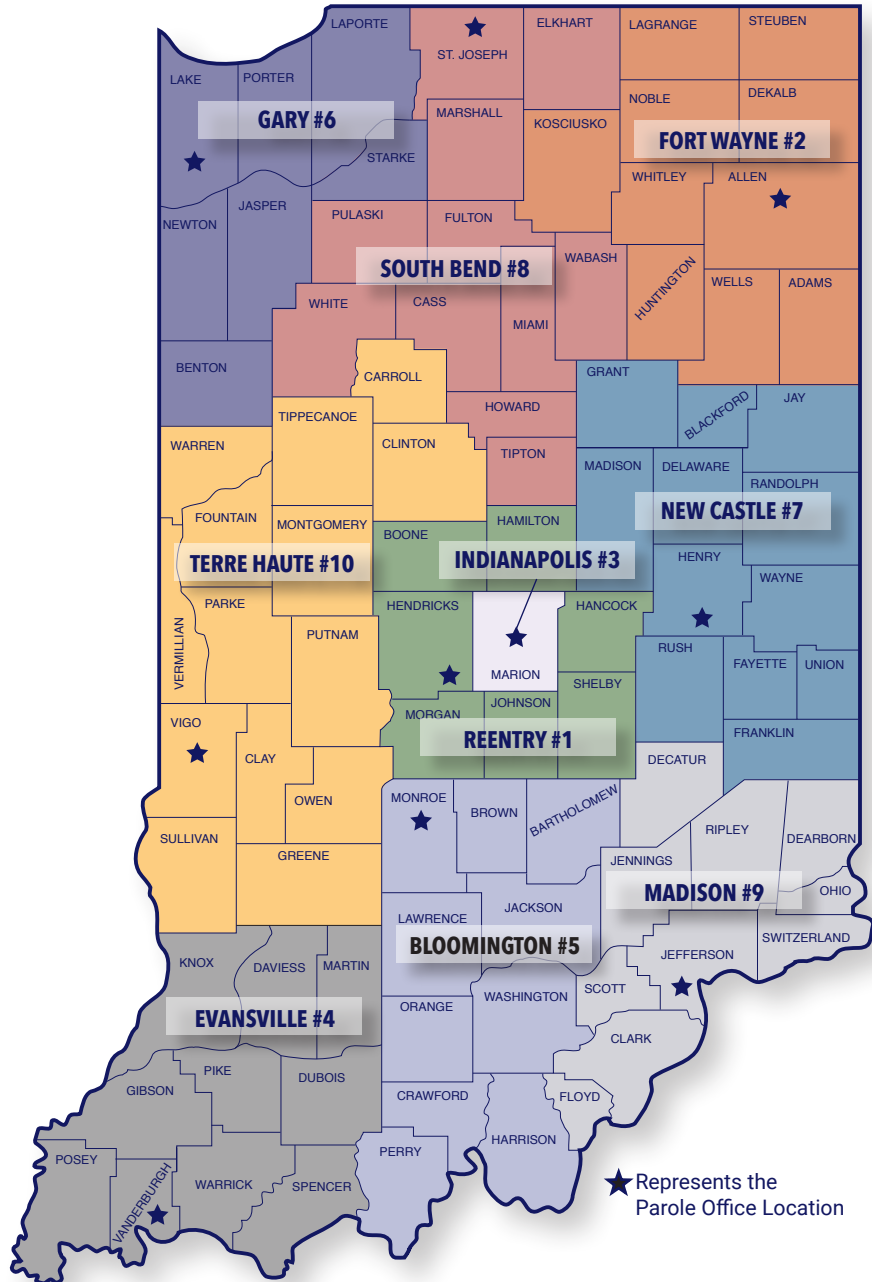 LAPORTE
ELKHART
LAGRANGE
STEUBEN
ST. JOSEPH
LAKE
PORTER
NOBLE
DEKALB
MARSHALL
KOSCIUSKO
GARY #6
FORT WAYNE #2
STARKE
WHITLEY
ALLEN
JASPER
NEWTON
PULASKI
FULTON
WABASH
SOUTH BEND #8
HUNTINGTON
WELLS
ADAMS
WHITE
CASS
MIAMI
BENTON
CARROLL
GRANT
BLACKFORD
JAY
HOWARD
TIPPECANOE
WARREN
CLINTON
TIPTON
MADISON
DELAWARE
RANDOLPH
FOUNTAIN
MONTGOMERY
BOONE
HAMILTON
NEW CASTLE #7
TERRE HAUTE #10
INDIANAPOLIS #3
HENRY
WAYNE
PARKE
HENDRICKS
HANCOCK
VERMILLIAN
PUTNAM
MARION
RUSH
FAYETTE
UNION
SHELBY
VIGO
MORGAN
JOHNSON
REENTRY #1
FRANKLIN
CLAY
DECATUR
OWEN
MONROE
BROWN
BARTHOLOMEW
RIPLEY
DEARBORN
SULLIVAN
GREENE
JENNINGS
MADISON #9
OHIO
LAWRENCE
JACKSON
SWITZERLAND
BLOOMINGTON #5
KNOX
DAVIESS
MARTIN
JEFFERSON
SCOTT
WASHINGTON
ORANGE
EVANSVILLE #4
CLARK
PIKE
DUBOIS
GIBSON
CRAWFORD
FLOYD
HARRISON
PERRY
POSEY
VANDERBURGH
WARRICK
SPENCER
Represents the
Parole Office Location